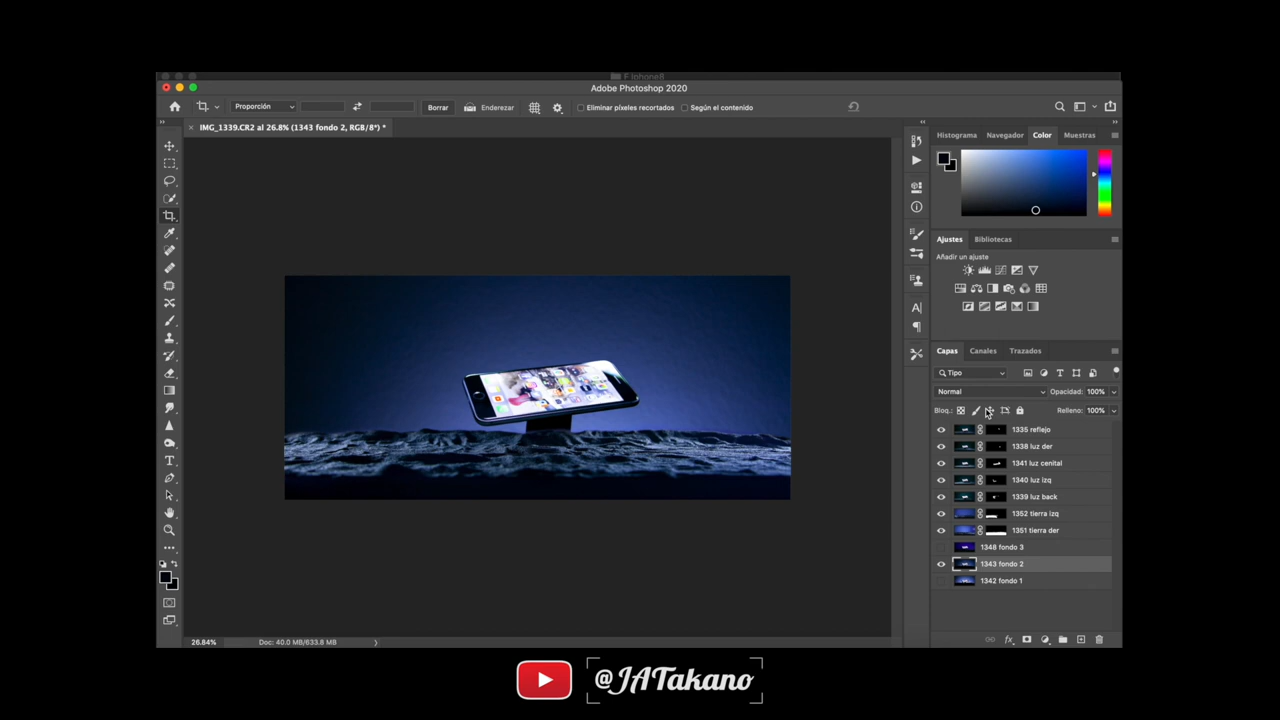 F Iphone8
Adobe Photoshop 2020
Proporción
Borrar
Enderezar
Eliminar píxeles recortados
Según el contenido
IMG_1339.CR2 al 26.8% (1343 fondo 2, RGB/8*) *
Histograma
Navegador
Color
Muestras
Ajustes
Bibliotecas
Añadir un ajuste
Capas
Canales
Trazados
Tipo
Normal
Opacidad: 100%
Bloq.:
Relleno: 100%
1335 reflejo
1338 luz der
1341 luz cenital
1340 luz izq
1339 luz back
1352 tierra izq
1351 tierra der
1348 fondo 3
1343 fondo 2
1342 fondo 1
26.84%
Doc: 40.0 MB/633.8 MB
@JATakano